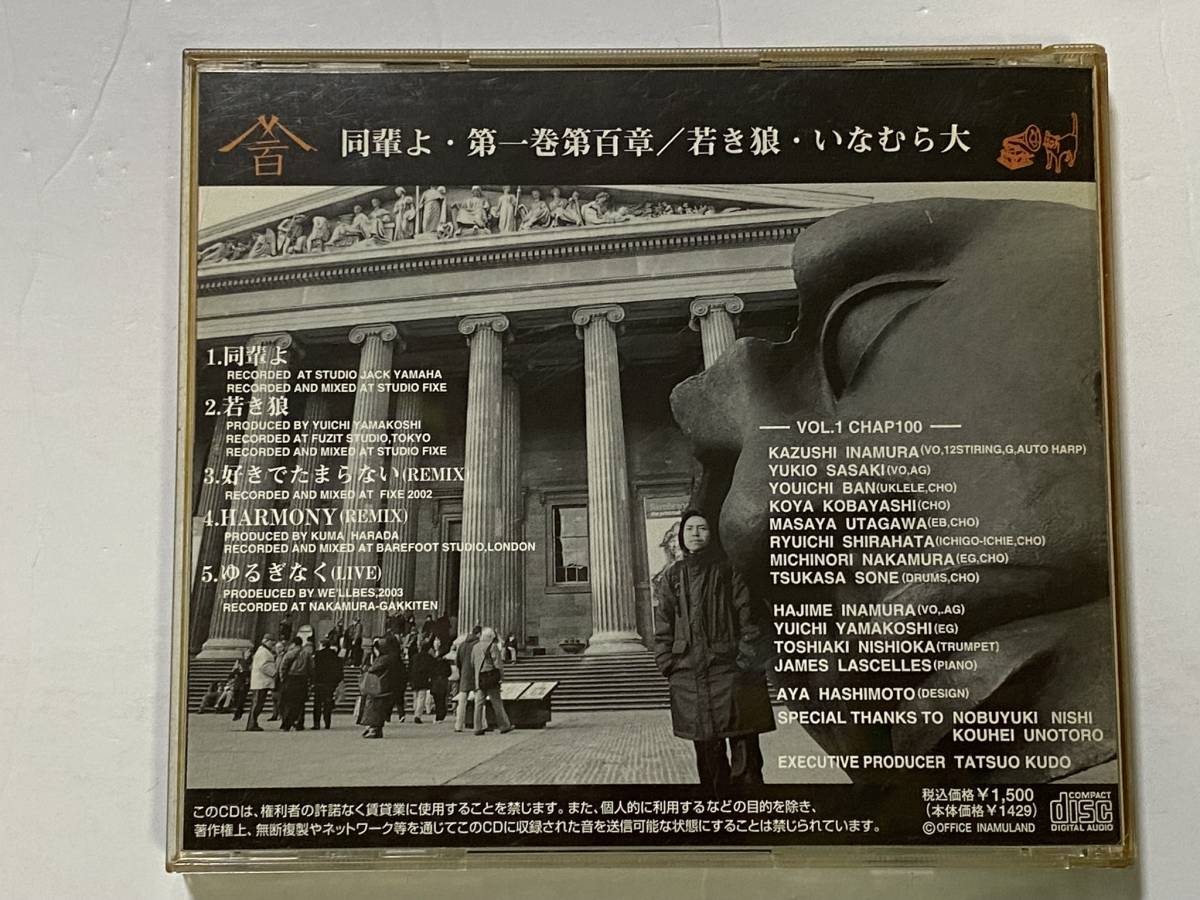 百
同輩よ・第一巻第百章／若き狼・いなむら大
1.同輩よ
RECORDED AT STUDIO JACK YAMAHA
RECORDED AND MIXED AT STUDIO FIXE
2.若き狼
PRODUCED BY YUICHI YAMAKOSHI
RECORDED AT FUZIT STUDIO,TOKYO
RECORDED AND MIXED AT STUDIO FIXE
3.好きでたまらない(REMIX)
RECORDED AND MIXED AT FIXE 2002
4.HARMONY(REMIX)
PRODUCED BY KUMA HARADA
RECORDED AND MIXED AT BAREFOOT STUDIO,LONDON
5.ゆるぎなく(LIVE)
PRODEUCED BY WE'LLBES,2003
RECORDED AT NAKAMURA-GAKKITEN
VOL.1 CHAP100
KAZUSHI INAMURA(VO,12STIRING,G,AUTO HARP)
YUKIO SASAKI(VO,AG)
YOUICHI BAN(UKLELE,CHO)
KOYA KOBAYASHI(CHO)
MASAYA UTAGAWA(EB,CHO)
RYUICHI SHIRAHATA(ICHIGO-ICHIE,CHO)
MICHINORI NAKAMURA(EG,CHO)
TSUKASA SONE(DRUMS,CHO)
HAJIME INAMURA(VO,.AG)
YUICHI YAMAKOSHI(EG)
TOSHIAKI NISHIOKA(TRUMPET)
JAMES LASCELLES(PIANO)
AYA HASHIMOTO(DESIGN)
SPECIAL THANKS TO NOBUYUKI NISHI
KOUHEI UNOTORO
EXECUTIVE PRODUCER TATSUO KUDO
このCDは、権利者の許諾なく賃貸業に使用することを禁じます。また、個人的に利用するなどの目的を除き、
著作権上、無断複製やネットワーク等を通じてこのCDに収録された音を送信可能な状態にすることは禁じられています。
税込価格￥1,500
(本体価格￥1429)
©OFFICE INAMULAND
COMPACT
disc
DIGITAL AUDIO